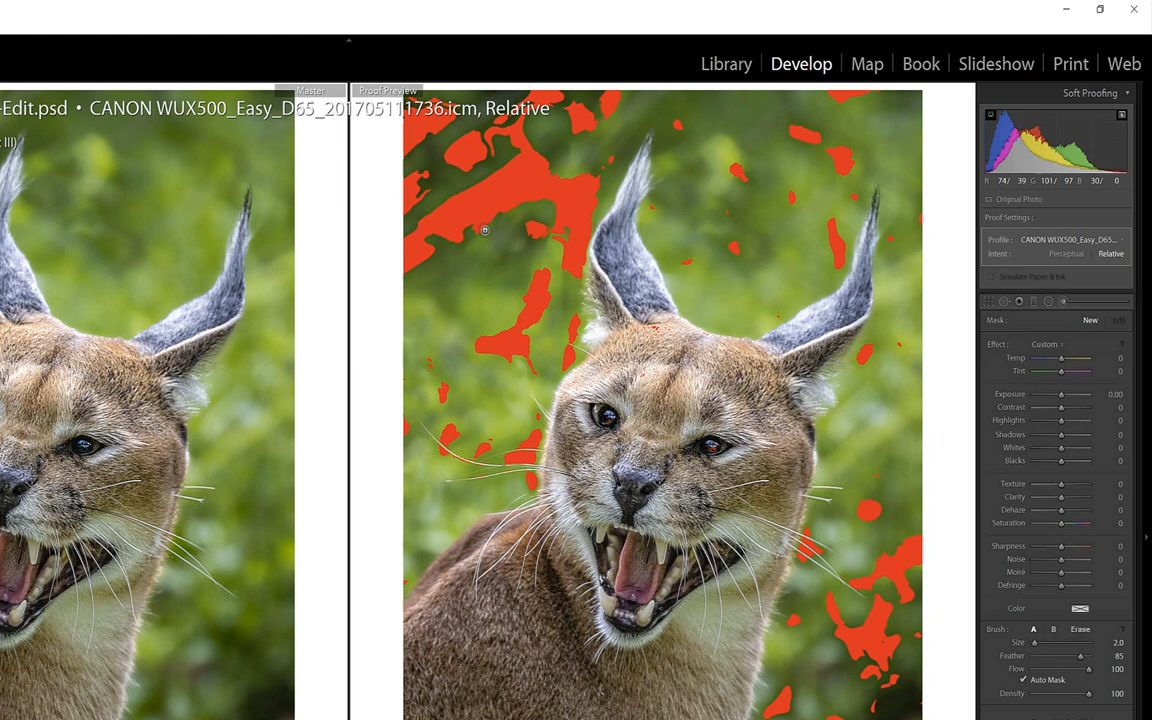 Library | Develop | Map | Book | Slideshow | Print | Web
Master
Proof Preview
-Edit.psd • CANON WUX500_Easy_D65_201705111736.icm, Relative
: III)
Soft Proofing
R 74/ 39 G 101/ 97 B 30/ 0
Original Photo
Proof Settings :
Profile : CANON WUX500_Easy_D65...
Intent : Perceptual Relative
Simulate Paper & Ink
Mask : New Edit
Effect : Custom
Temp 0
Tint 0
Exposure 0.00
Contrast 0
Highlights 0
Shadows 0
Whites 0
Blacks 0
Texture 0
Clarity 0
Dehaze 0
Saturation 0
Sharpness 0
Noise 0
Moiré 0
Defringe 0
Color
Brush : A B Erase
Size 2.0
Feather 85
Flow 100
Auto Mask
Density 100